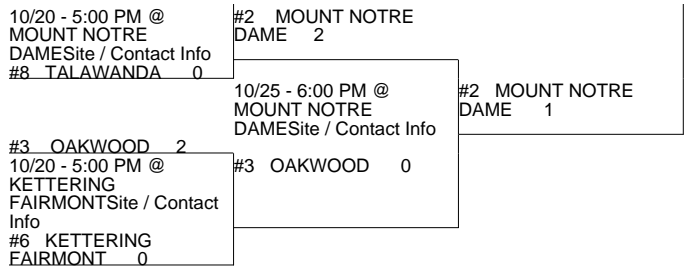 10/20 - 5:00 PM @
MOUNT NOTRE
DAMESite / Contact Info
#8 TALAWANDA 0
#2 MOUNT NOTRE
DAME 2
10/25 - 6:00 PM @
MOUNT NOTRE
DAMESite / Contact Info
#2 MOUNT NOTRE
DAME 1
#3 OAKWOOD 2
10/20 - 5:00 PM @
KETTERING
FAIRMONTSite / Contact
Info
#6 KETTERING
FAIRMONT 0
#3 OAKWOOD 0